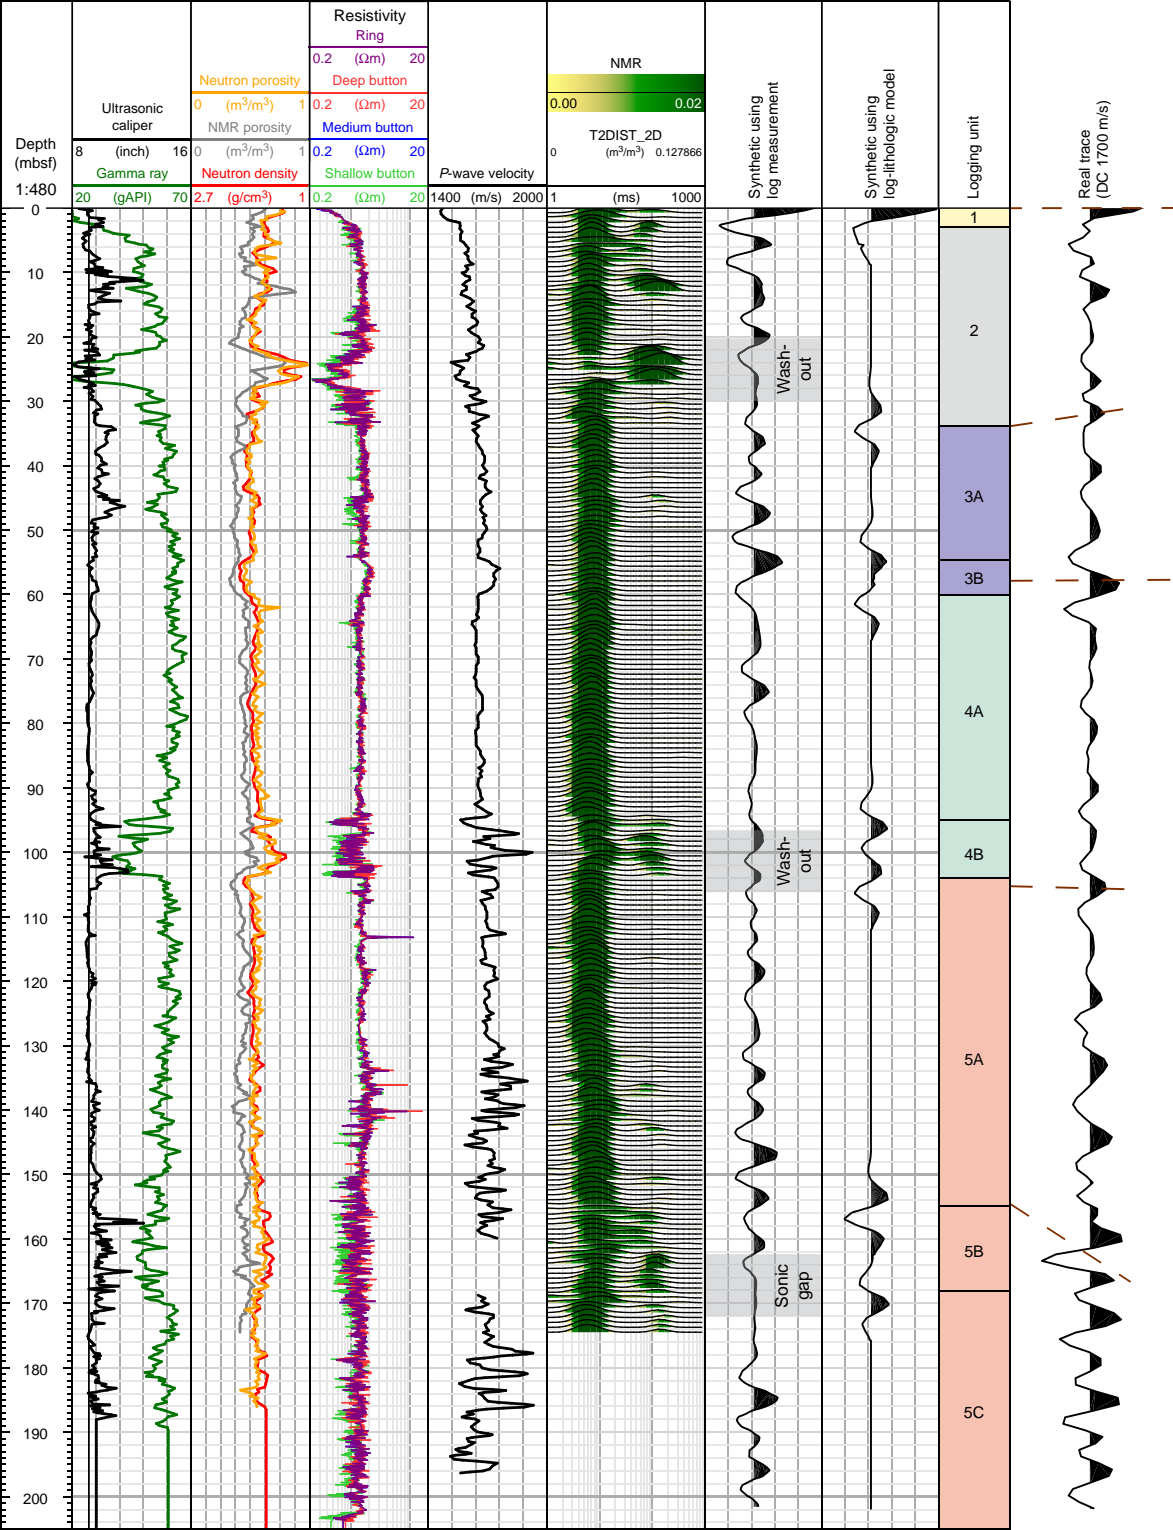 Resistivity
Ring
0.2 (Ωm) 20
NMR
Neutron porosity
Deep button
0 (m³/m³) 1
0.2 (Ωm) 20
0.00 0.02
Ultrasonic
caliper
NMR porosity
Medium button
T2DIST_2D
Depth
(mbsf)
8 (inch) 16
0 (m³/m³) 1
0.2 (Ωm) 20
0 (m³/m³) 0.127866
Gamma ray
Neutron density
Shallow button
P-wave velocity
1:480
20 (gAPI) 70
2.7 (g/cm³) 1
0.2 (Ωm) 20
1400 (m/s) 2000
1 (ms) 1000
Synthetic using
log measurement
Synthetic using
log-lithologic model
Logging unit
Real trace
(DC 1700 m/s)
0
10
20
30
40
50
60
70
80
90
100
110
120
130
140
150
160
170
180
190
200
Wash-
out
Wash-
out
Sonic
gap
1
2
3A
3B
4A
4B
5A
5B
5C